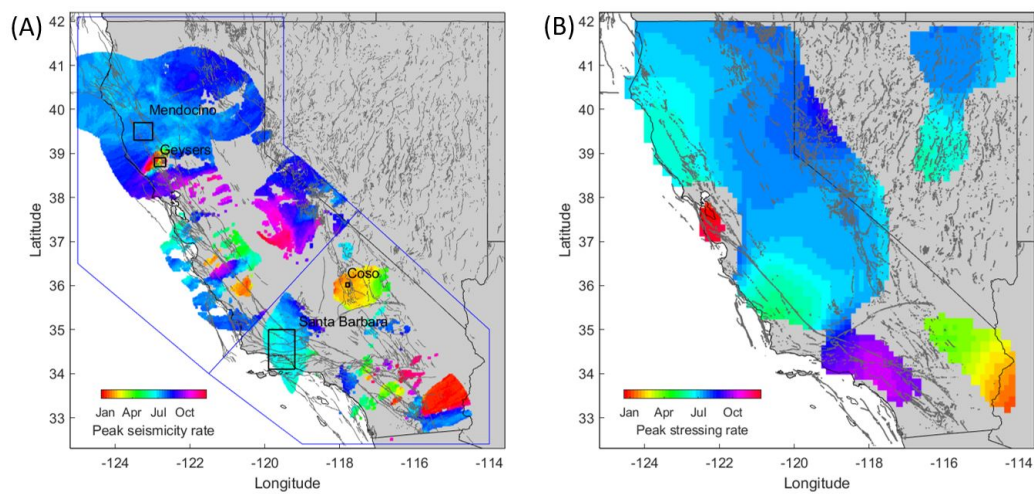 (A)
42
41
40
39
38
37
36
35
34
33
Latitude
Mendocino
Geysers
Coso
Santa Barbara
Jan Apr Jul Oct
Peak seismicity rate
-124 -122 -120 -118 -116 -114
Longitude
(B)
42
41
40
39
38
37
36
35
34
33
Latitude
Jan Apr Jul Oct
Peak stressing rate
-124 -122 -120 -118 -116 -114
Longitude